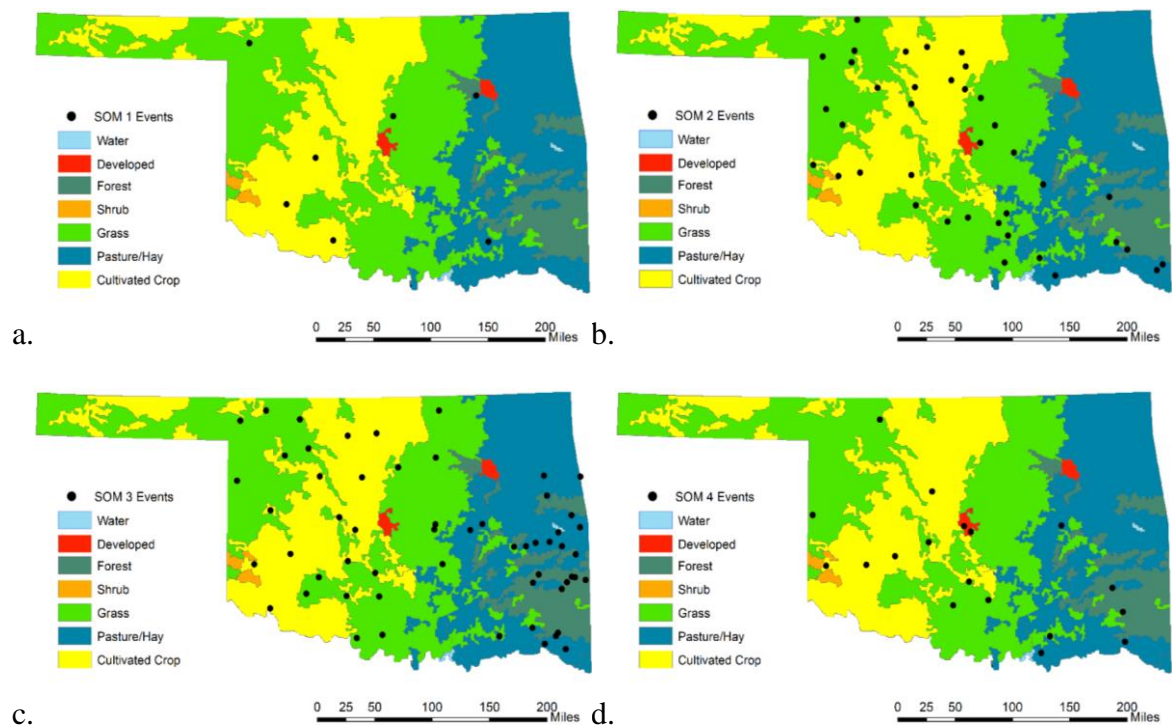 SOM 1 Events
Water
Developed
Forest
Shrub
Grass
Pasture/Hay
Cultivated Crop
0 25 50 100 150 200
Miles
a.
SOM 2 Events
Water
Developed
Forest
Shrub
Grass
Pasture/Hay
Cultivated Crop
0 25 50 100 150 200
Miles
b.
SOM 3 Events
Water
Developed
Forest
Shrub
Grass
Pasture/Hay
Cultivated Crop
0 25 50 100 150 200
Miles
c.
SOM 4 Events
Water
Developed
Forest
Shrub
Grass
Pasture/Hay
Cultivated Crop
0 25 50 100 150 200
Miles
d.